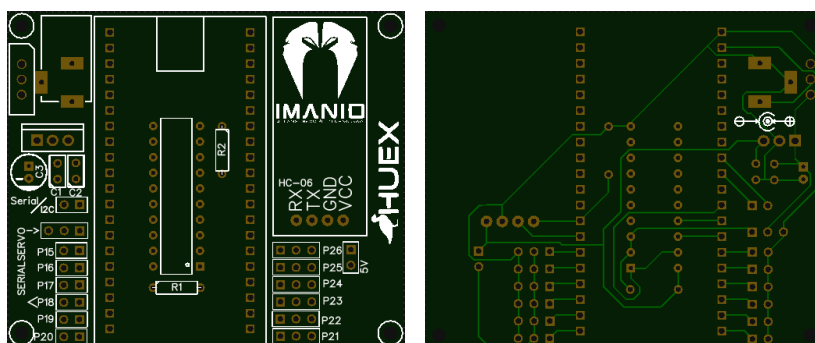 IMANIO
HUEX
R2
HC-06
RX
TX
GND
VCC
C3
C1
C2
Serial/I2C
SERIALSERVO
->
P15
P16
P17
P18
P19
P20
R1
P26
P25
P24
P23
P22
P21
5V